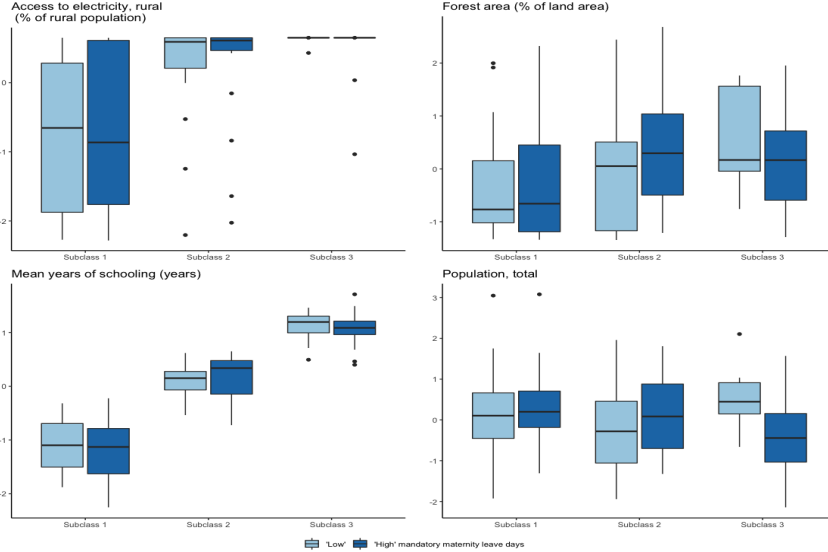 Access to electricity, rural
(% of rural population)
0
-1
-2
Subclass 1 Subclass 2 Subclass 3
Forest area (% of land area)
2
1
0
-1
Subclass 1 Subclass 2 Subclass 3
Mean years of schooling (years)
1
0
-1
-2
Subclass 1 Subclass 2 Subclass 3
Population, total
3
2
1
0
-1
-2
Subclass 1 Subclass 2 Subclass 3
'Low' 'High' mandatory maternity leave days